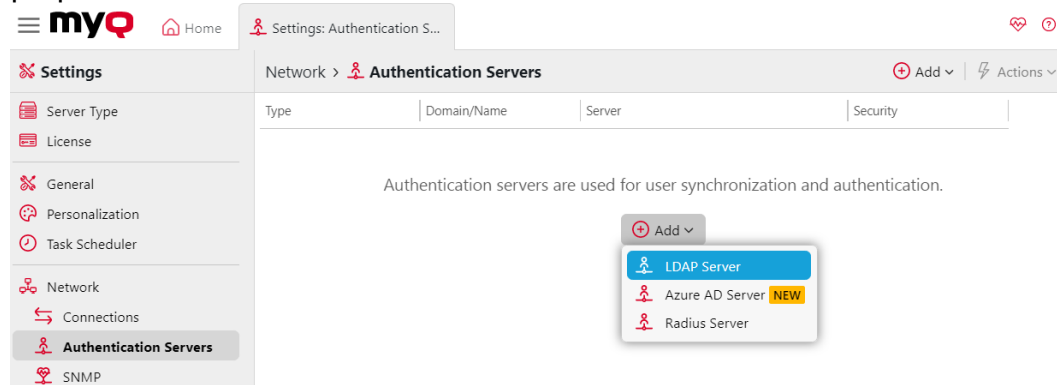 myQ
Home
Settings: Authentication S...
Settings
Network > Authentication Servers
Add
Actions
Server Type
License
General
Personalization
Task Scheduler
Network
Connections
Authentication Servers
SNMP
Type
Domain/Name
Server
Security
Authentication servers are used for user synchronization and authentication.
Add
LDAP Server
Azure AD Server NEW
Radius Server